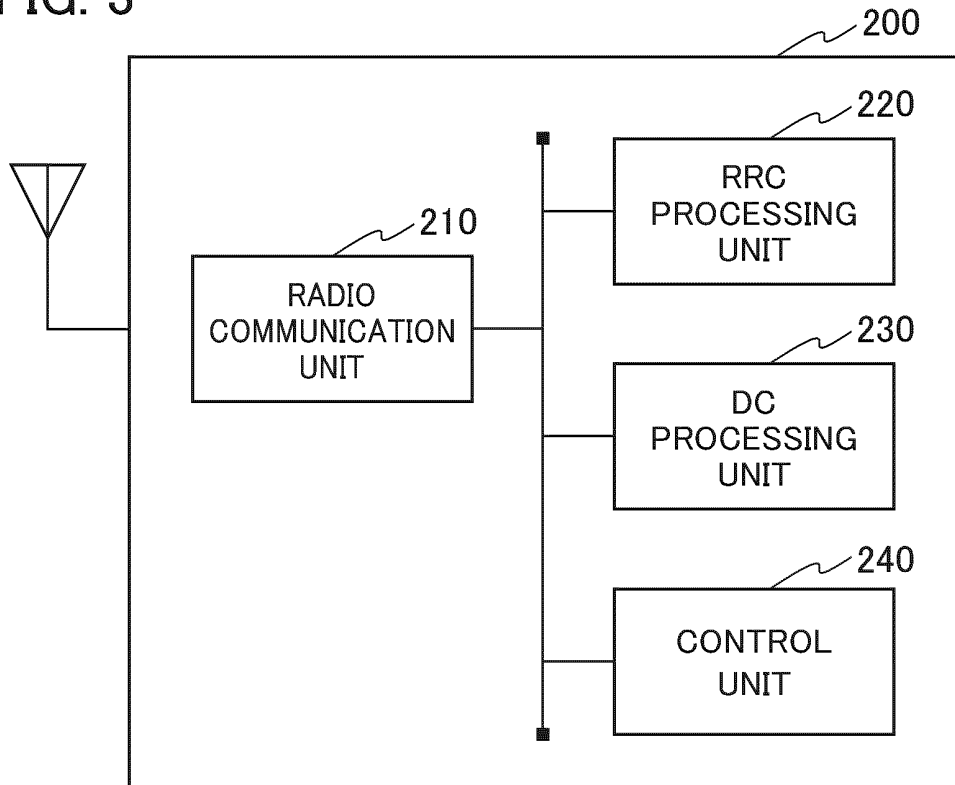 200
220
RRC
PROCESSING
UNIT
210
RADIO
COMMUNICATION
UNIT
230
DC
PROCESSING
UNIT
240
CONTROL
UNIT